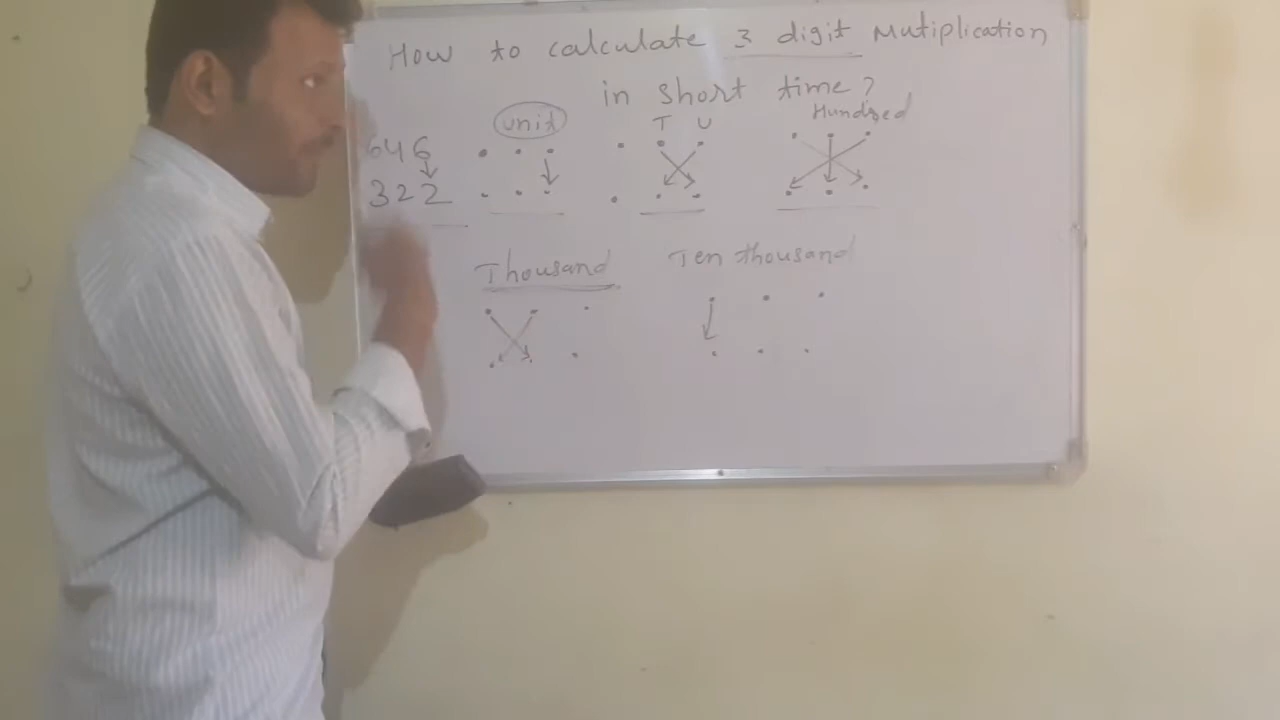 How to calculate 3 digit Mutiplication
in short time?
unit
T U
Hundred
646
322
Thousand
Ten thousand